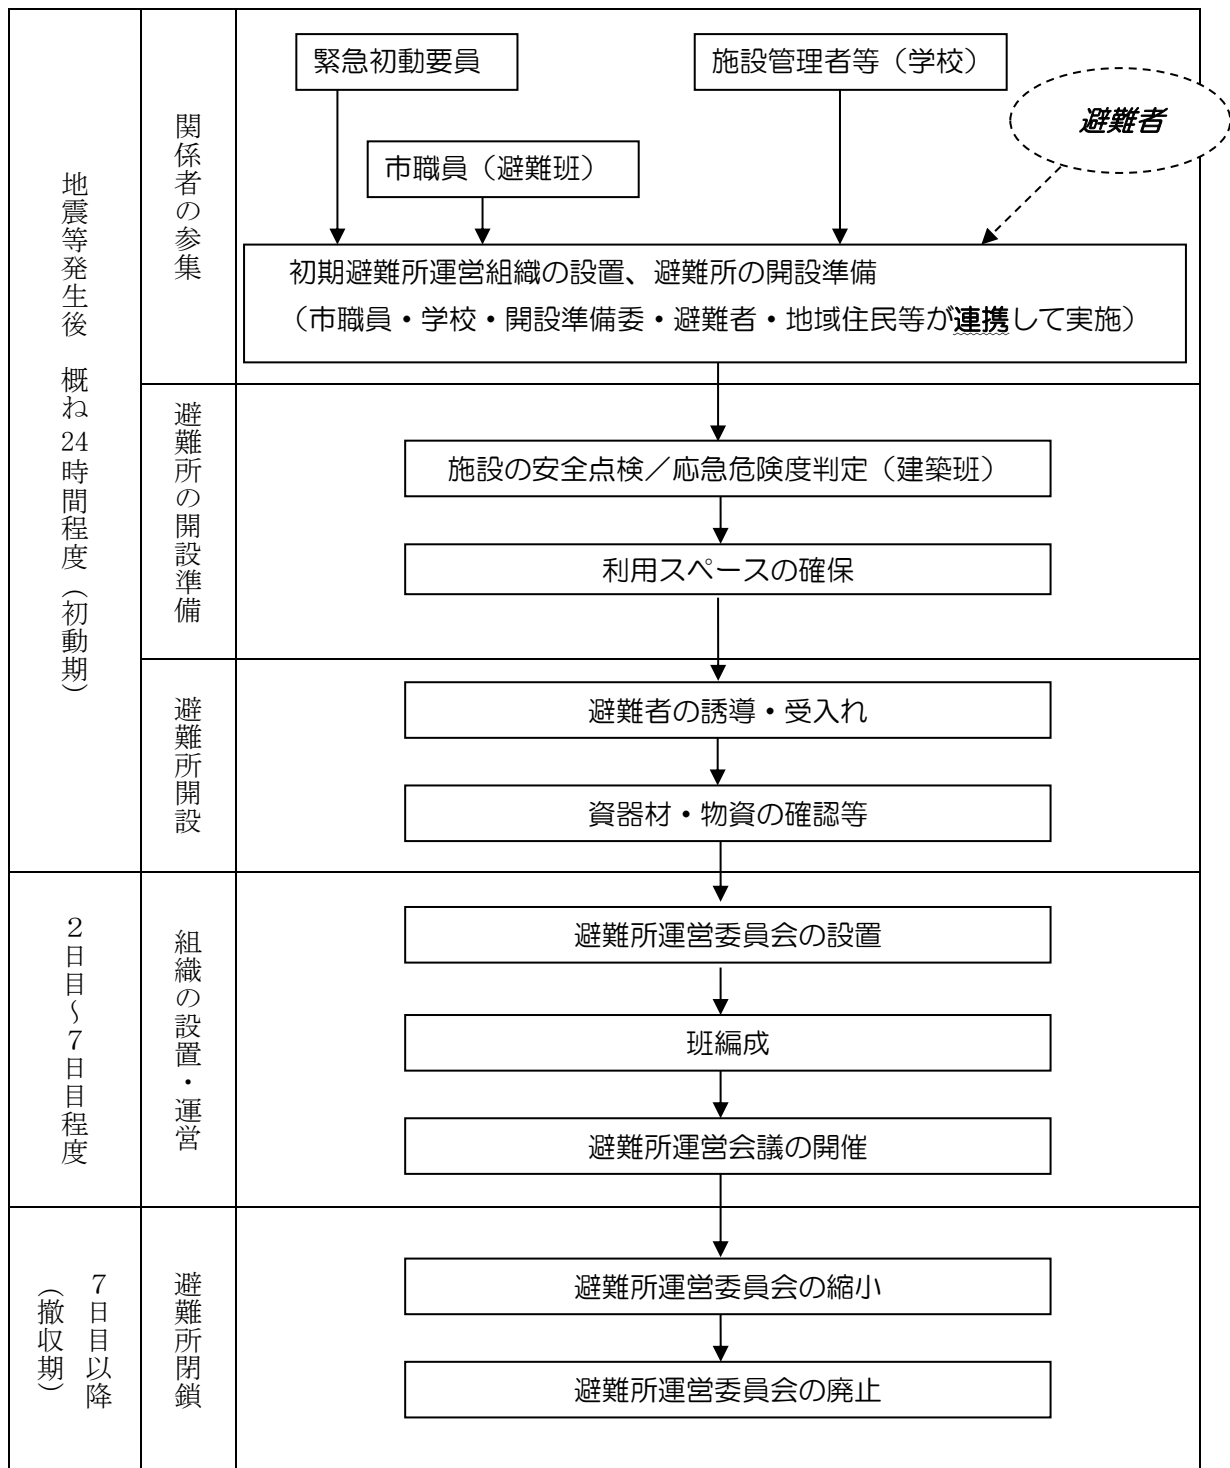 地震等発生後　概ね24時間程度（初動期）
関係者の参集
緊急初動要員
施設管理者等（学校）
避難者
市職員（避難班）
初期避難所運営組織の設置、避難所の開設準備
（市職員・学校・開設準備委・避難者・地域住民等が連携して実施）
避難所の開設準備
施設の安全点検／応急危険度判定（建築班）
利用スペースの確保
避難所開設
避難者の誘導・受入れ
資器材・物資の確認等
２日目～７日目程度
組織の設置・運営
避難所運営委員会の設置
班編成
避難所運営会議の開催
７日目以降
（撤収期）
避難所閉鎖
避難所運営委員会の縮小
避難所運営委員会の廃止